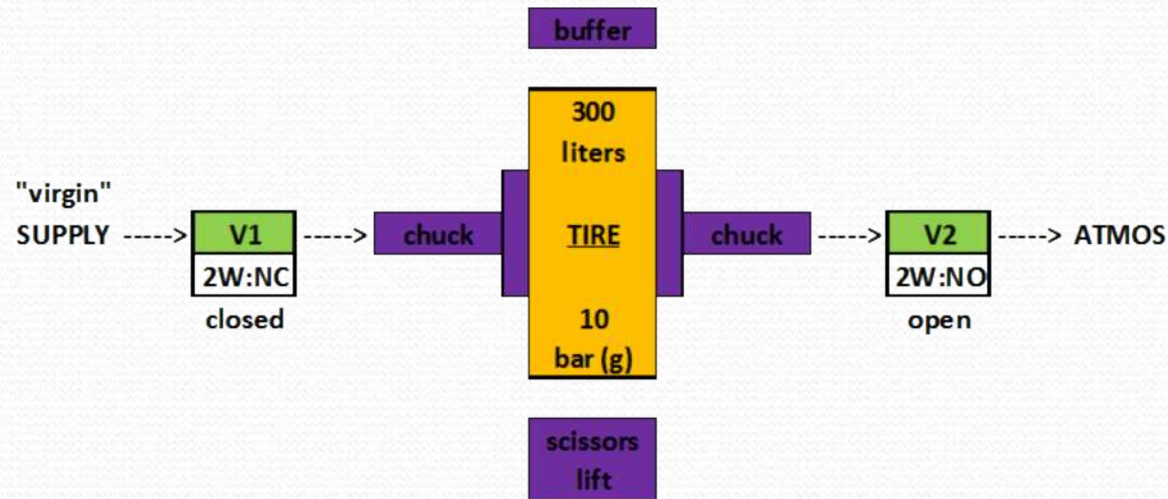 buffer
300
liters
"virgin"
SUPPLY -----> V1 -----> chuck TIRE chuck -----> V2 -----> ATMOS
2W:NC 2W:NO
closed 10 open
bar (g)
scissors
lift